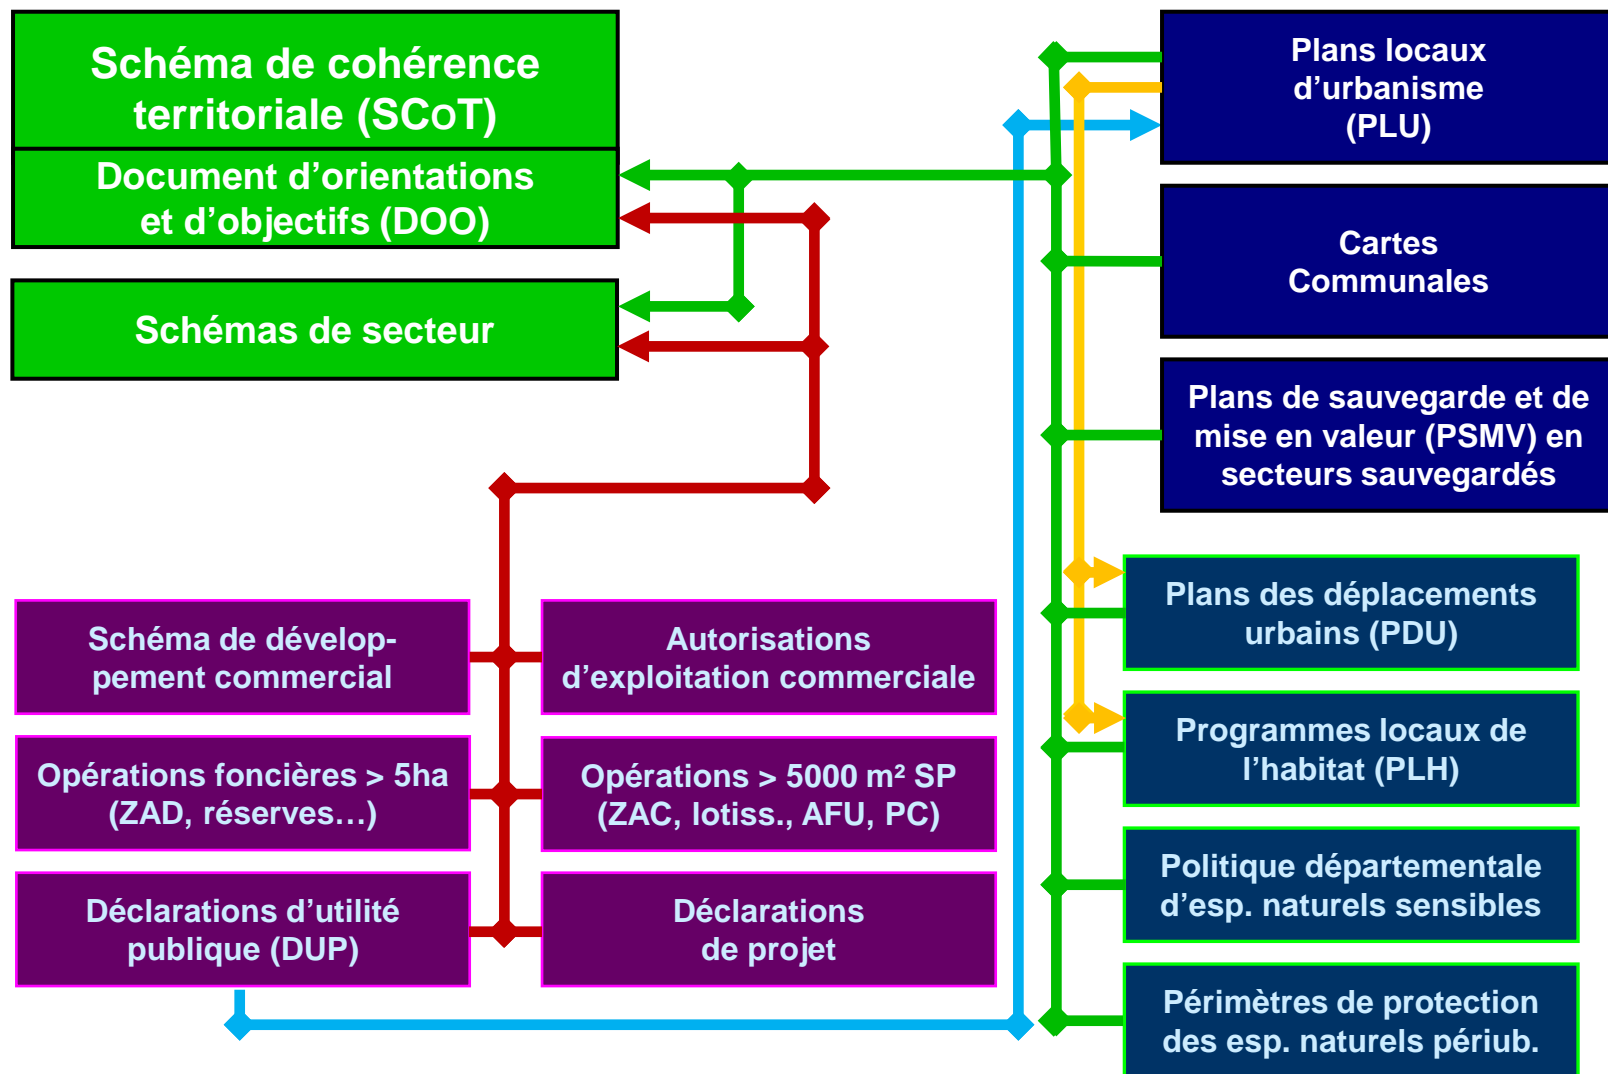 Schéma de cohérence
territoriale (SCOT)
Document d’orientations
et d’objectifs (DOO)
Schémas de secteur
Plans locaux
d’urbanisme
(PLU)
Cartes
Communales
Plans de sauvegarde et de
mise en valeur (PSMV) en
secteurs sauvegardés
Schéma de dévelop-
pement commercial
Autorisations
d’exploitation commerciale
Opérations foncières > 5ha
(ZAD, réserves…)
Opérations > 5000 m² SP
(ZAC, lotiss., AFU, PC)
Déclarations d’utilité
publique (DUP)
Déclarations
de projet
Plans des déplacements
urbains (PDU)
Programmes locaux de
l’habitat (PLH)
Politique départementale
d’esp. naturels sensibles
Périmètres de protection
des esp. naturels périub.